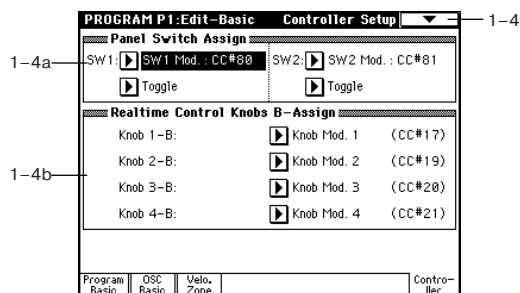 PROGRAM P1:Edit-Basic Controller Setup
1-4
Panel Switch Assign
1-4a
SW1: SW1 Mod.:CC#80 SW2: SW2 Mod.:CC#81
Toggle Toggle
Realtime Control Knobs B-Assign
Knob 1-B: Knob Mod. 1 (CC#17)
Knob 2-B: Knob Mod. 2 (CC#19)
1-4b
Knob 3-B: Knob Mod. 3 (CC#20)
Knob 4-B: Knob Mod. 4 (CC#21)
Program OSC Velo. Contro-
Basic Basic Zone ller